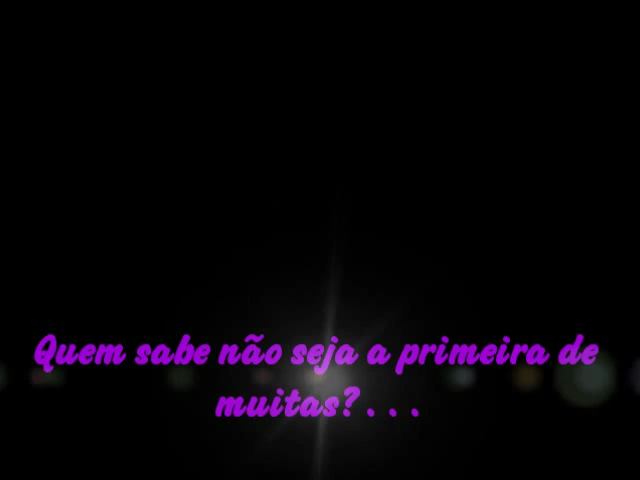 Quem sabe não seja a primeira de
muitas? . . .